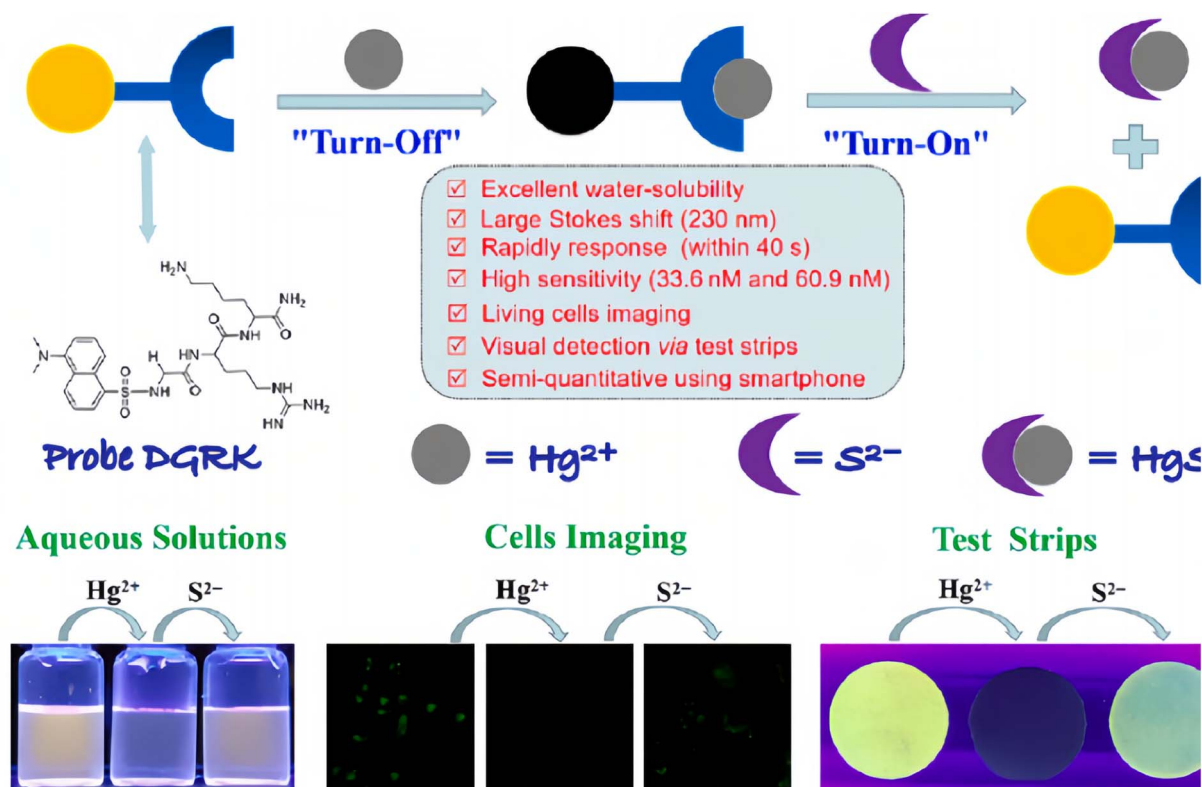 "Turn-Off"
"Turn-On"
☑ Excellent water-solubility
☑ Large Stokes shift (230 nm)
☑ Rapidly response (within 40 s)
☑ High sensitivity (33.6 nM and 60.9 nM)
☑ Living cells imaging
☑ Visual detection via test strips
☑ Semi-quantitative using smartphone
H₂N
NH₂
O
O
NH
N
H
HN
O
S
O
O
NH
NH
HN
NH₂
Probe DGRK
= Hg²⁺
= S²⁻
= HgS
Aqueous Solutions
Cells Imaging
Test Strips
Hg²⁺
S²⁻
Hg²⁺
S²⁻
Hg²⁺
S²⁻